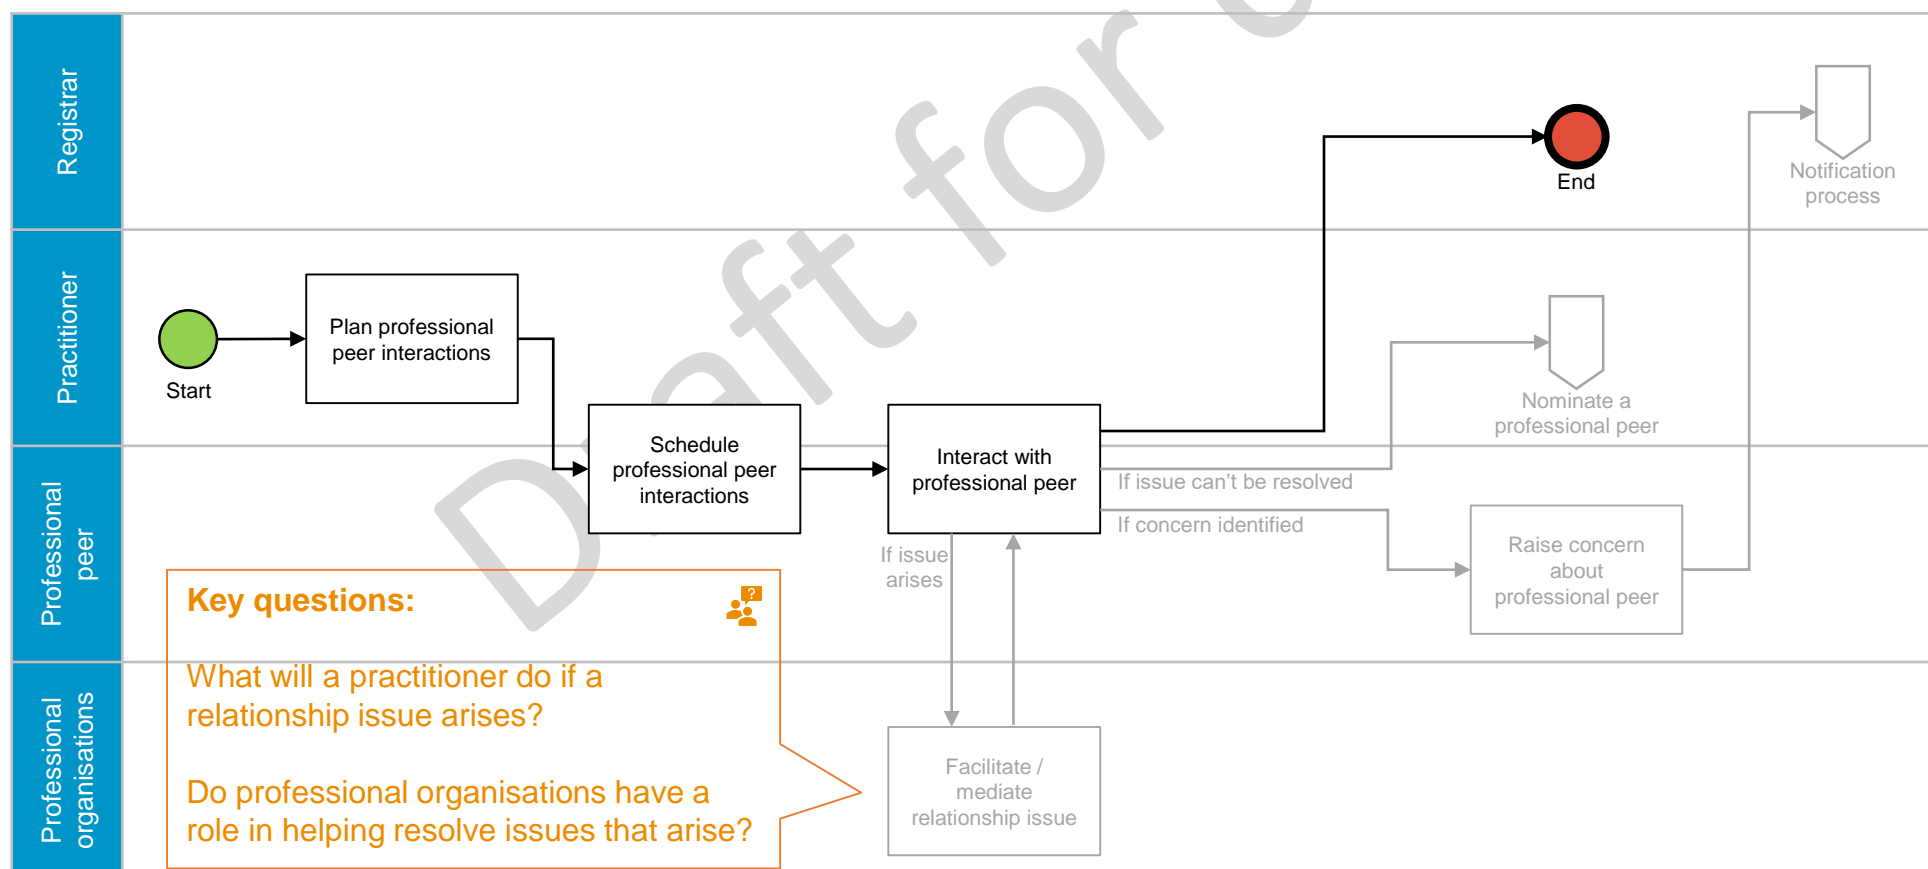 Registrar
End
Notification
process
Practitioner
Start
Plan professional
peer interactions
Nominate a
professional peer
Professional
peer
Schedule
professional peer
interactions
Interact with
professional peer
If issue can't be resolved
If concern identified
If issue
arises
Raise concern
about
professional peer
Professional
organisations
Key questions:
?
What will a practitioner do if a
relationship issue arises?
Do professional organisations have a
role in helping resolve issues that arise?
Facilitate /
mediate
relationship issue
Draft for